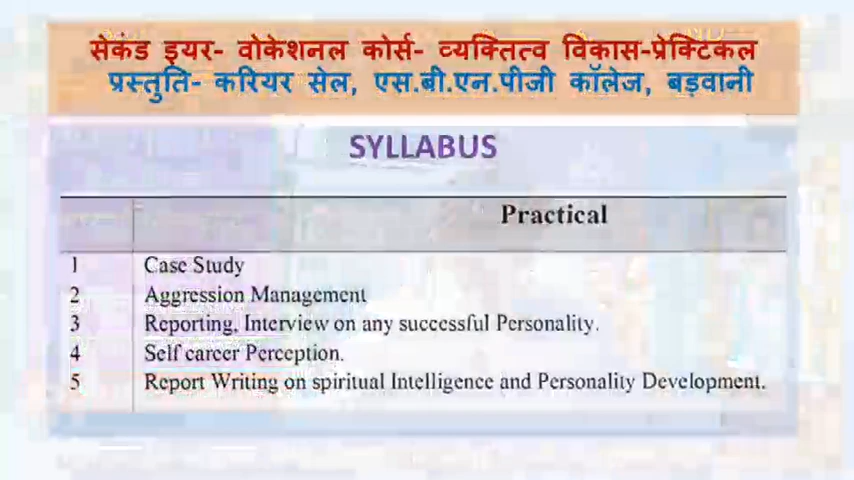 सेकंड इयर- वोकेशनल कोर्स- व्यक्तित्व विकास-प्रेक्टिकल
प्रस्तुति- करियर सेल, एस.बी.एन.पीजी कॉलेज, बड़वानी
SYLLABUS
Practical
1 Case Study
2 Aggression Management
3 Reporting, Interview on any successful Personality.
4 Self career Perception.
5 Report Writing on spiritual Intelligence and Personality Development.